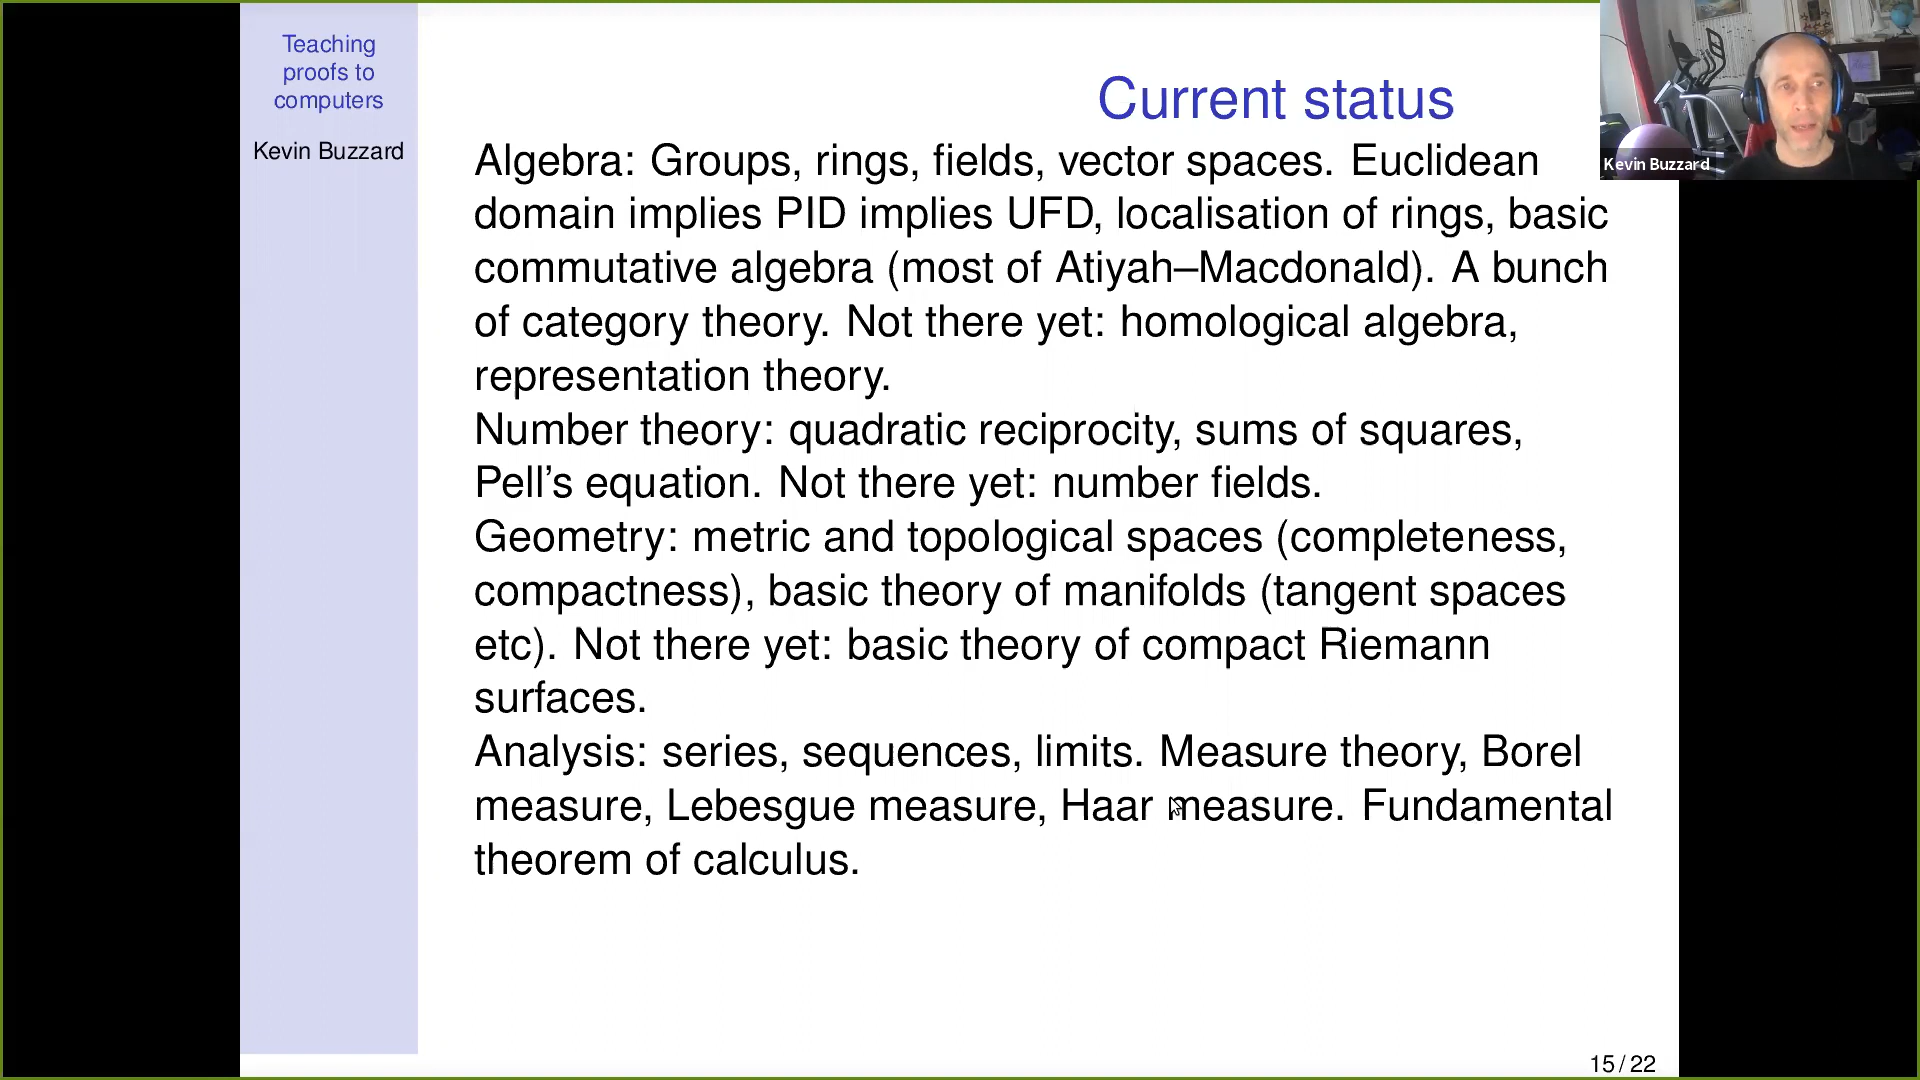 Teaching
proofs to
computers
Kevin Buzzard
Current status
Algebra: Groups, rings, fields, vector spaces. Euclidean
domain implies PID implies UFD, localisation of rings, basic
commutative algebra (most of Atiyah–Macdonald). A bunch
of category theory. Not there yet: homological algebra,
representation theory.
Number theory: quadratic reciprocity, sums of squares,
Pell’s equation. Not there yet: number fields.
Geometry: metric and topological spaces (completeness,
compactness), basic theory of manifolds (tangent spaces
etc). Not there yet: basic theory of compact Riemann
surfaces.
Analysis: series, sequences, limits. Measure theory, Borel
measure, Lebesgue measure, Haar measure. Fundamental
theorem of calculus.
15 / 22
Kevin Buzzard